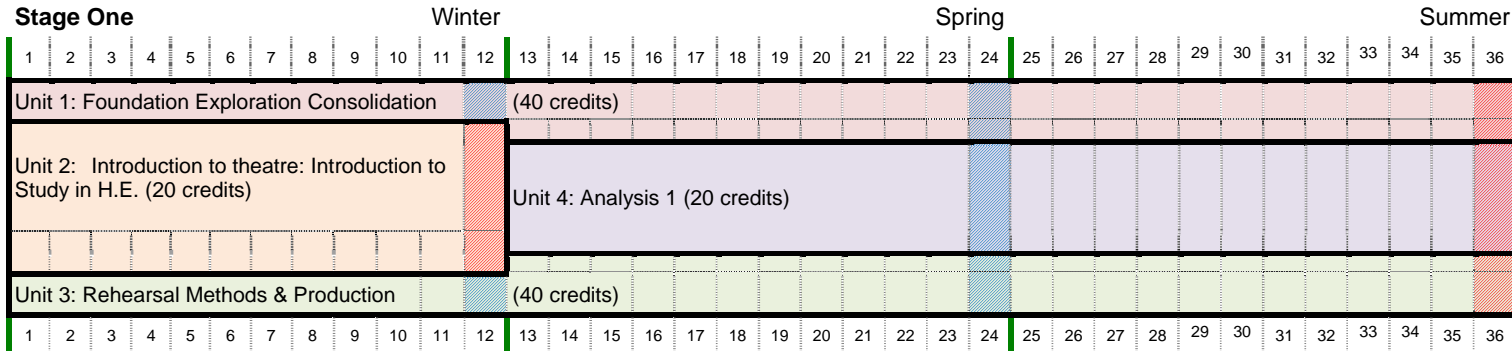 Stage One Winter Spring Summer
1 2 3 4 5 6 7 8 9 10 11 12 13 14 15 16 17 18 19 20 21 22 23 24 25 26 27 28 29 30 31 32 33 34 35 36
Unit 1: Foundation Exploration Consolidation (40 credits)
Unit 2: Introduction to theatre: Introduction to
Study in H.E. (20 credits)
Unit 4: Analysis 1 (20 credits)
Unit 3: Rehearsal Methods & Production (40 credits)
1 2 3 4 5 6 7 8 9 10 11 12 13 14 15 16 17 18 19 20 21 22 23 24 25 26 27 28 29 30 31 32 33 34 35 36